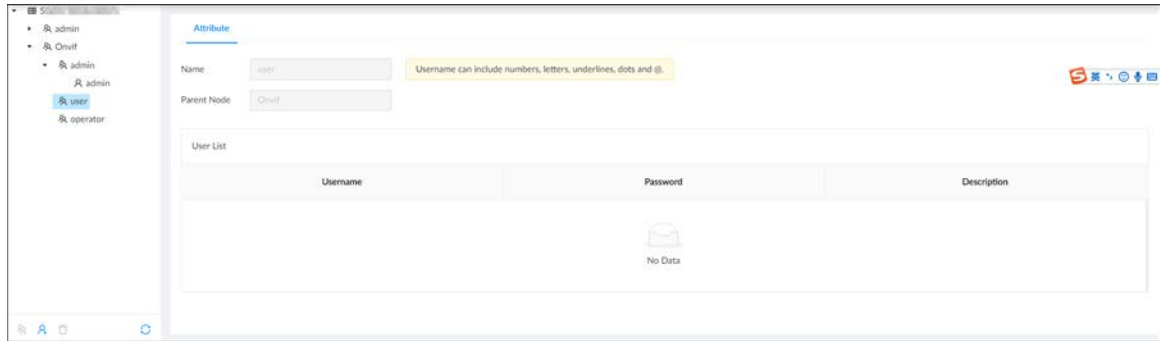 admin
Onvif
admin
admin
user
operator
Attribute
Name user Username can include numbers, letters, underlines, dots and @.
Parent Node Onvif
英
User List
Username Password Description
No Data